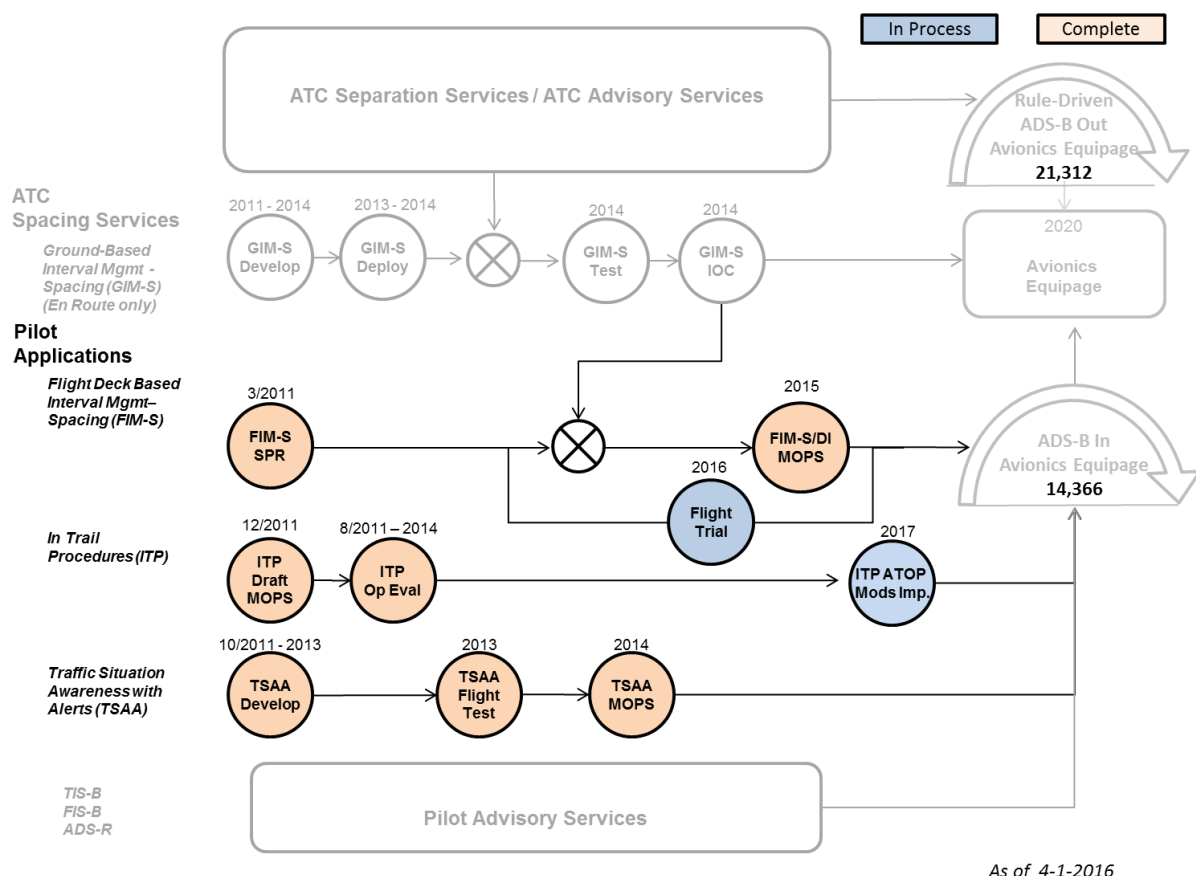 In Process
Complete
ATC Separation Services / ATC Advisory Services
Rule-Driven
ADS-B Out
Avionics Equipage
21,312
ATC
Spacing Services
Ground-Based
Interval Mgmt -
Spacing (GIM-S)
(En Route only)
2011 - 2014
GIM-S
Develop
2013 - 2014
GIM-S
Deploy
2014
GIM-S
Test
2014
GIM-S
IOC
2020
Avionics
Equipage
Pilot
Applications
Flight Deck Based
Interval Mgmt–
Spacing (FIM-S)
3/2011
FIM-S
SPR
2015
FIM-S/DI
MOPS
2016
Flight
Trial
ADS-B In
Avionics Equipage
14,366
In Trail
Procedures (ITP)
12/2011
ITP
Draft
MOPS
8/2011 – 2014
ITP
Op Eval
2017
ITP ATOP
Mods Imp.
Traffic Situation
Awareness with
Alerts (TSAA)
10/2011 - 2013
TSAA
Develop
2013
TSAA
Flight
Test
2014
TSAA
MOPS
TIS-B
FIS-B
ADS-R
Pilot Advisory Services
As of 4-1-2016